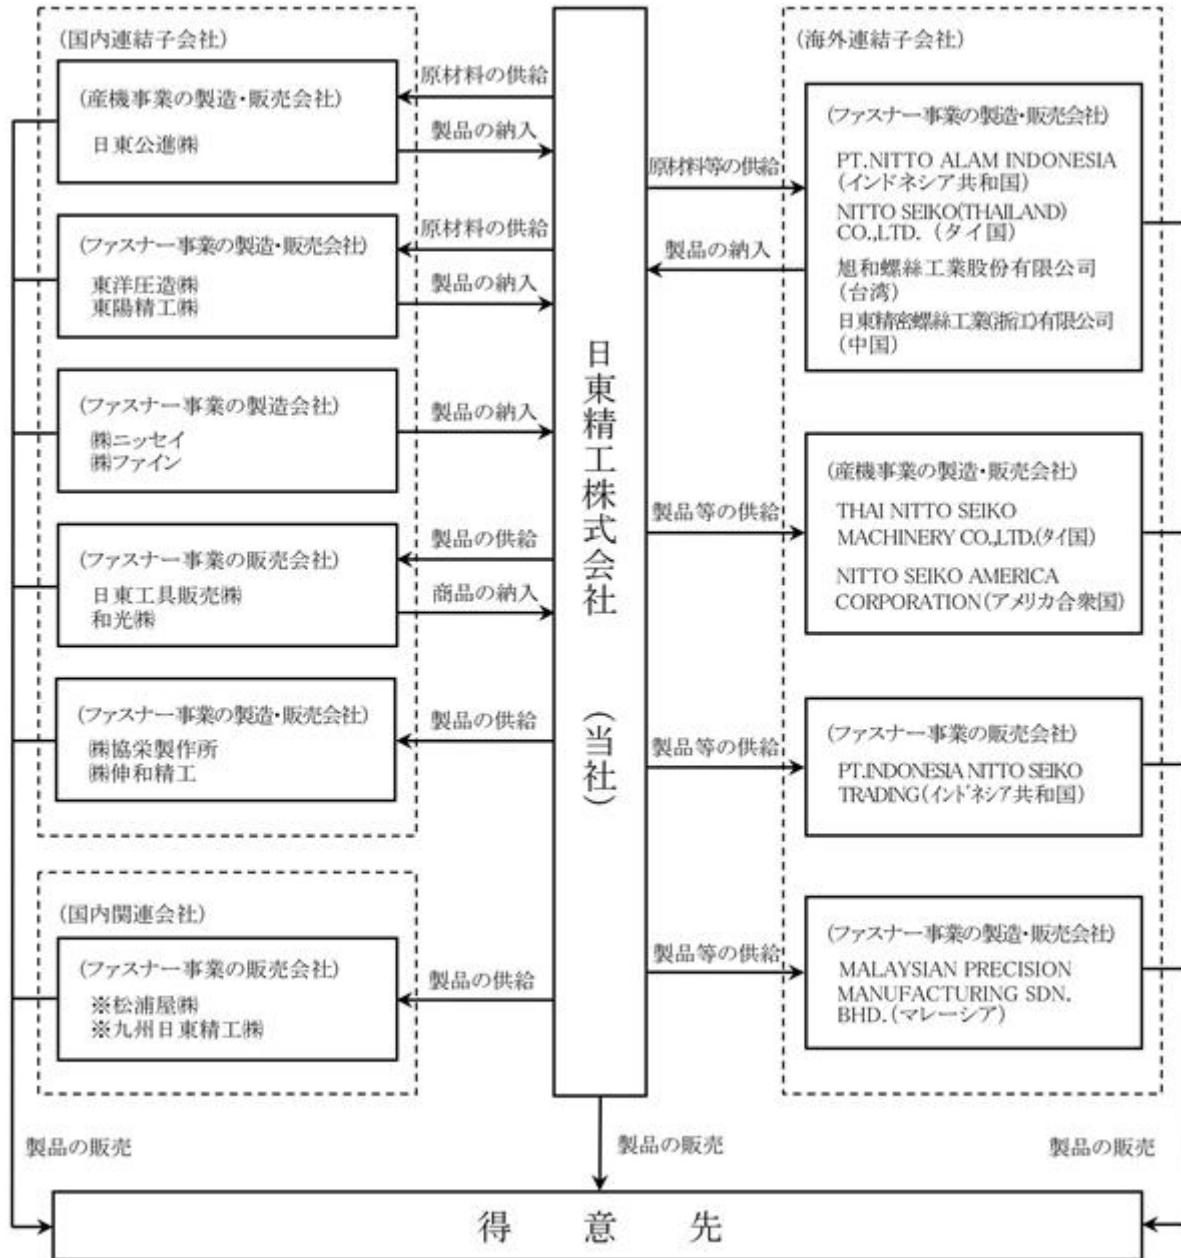 (国内連結子会社)
(産機事業の製造・販売会社)
日東公進㈱
原材料の供給
製品の納入
(ファスナー事業の製造・販売会社)
東洋圧造㈱
東陽精工㈱
原材料の供給
製品の納入
(ファスナー事業の製造会社)
㈱ニッセイ
㈱ファイン
製品の納入
(ファスナー事業の販売会社)
日東工具販売㈱
和光㈱
製品の供給
商品の納入
(ファスナー事業の製造・販売会社)
㈱協栄製作所
㈱伸和精工
製品の供給
(国内関連会社)
(ファスナー事業の販売会社)
※松浦屋㈱
※九州日東精工㈱
製品の供給
日東精工株式会社 (当社)
(海外連結子会社)
原材料等の供給
製品の納入
(ファスナー事業の製造・販売会社)
PT.NITTO ALAM INDONESIA
(インドネシア共和国)
NITTO SEIKO(THAILAND)
CO.,LTD. (タイ国)
旭和螺絲工業股份有限公司
(台湾)
日東精密螺絲工業(浙江)有限公司
(中国)
製品等の供給
(産機事業の製造・販売会社)
THAI NITTO SEIKO
MACHINERY CO.,LTD.(タイ国)
NITTO SEIKO AMERICA
CORPORATION(アメリカ合衆国)
製品等の供給
(ファスナー事業の販売会社)
PT.INDONESIA NITTO SEIKO
TRADING(インドネシア共和国)
製品等の供給
(ファスナー事業の製造・販売会社)
MALAYSIAN PRECISION
MANUFACTURING SDN.
BHD.(マレーシア)
製品の販売
製品の販売
製品の販売
得意先